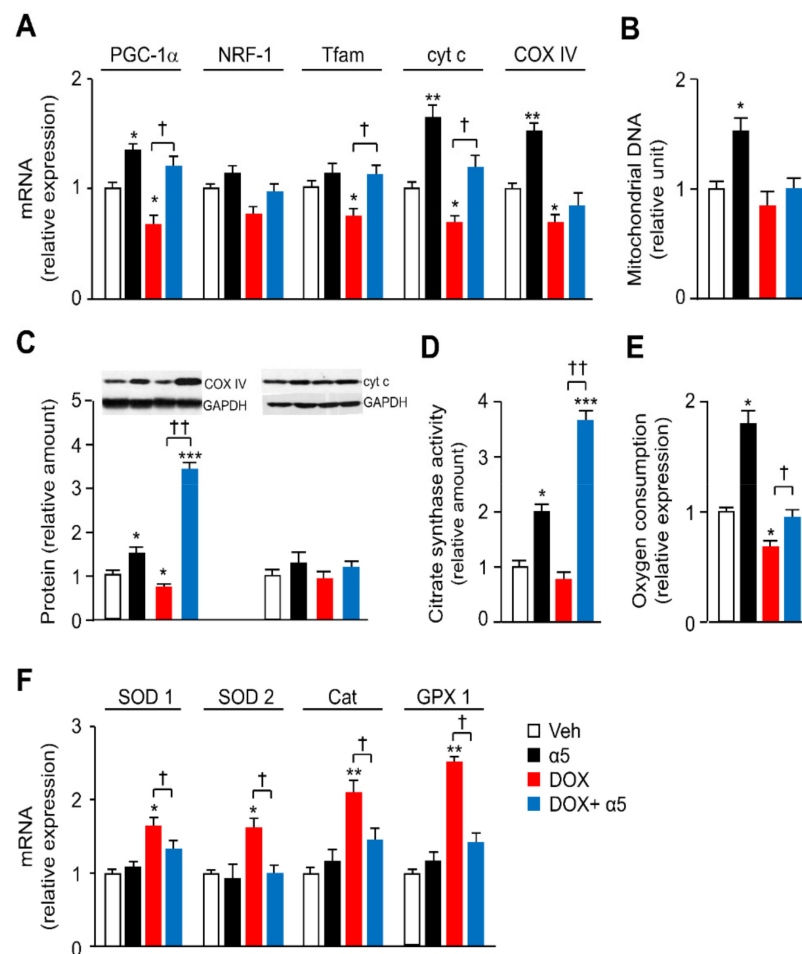 A
PGC-1α NRF-1 Tfam cyt c COX IV
mRNA
(relative expression)
2
1
1
* † * † * ** † * ** *
B
Mitochondrial DNA
(relative unit)
2
1
1
*
C
COX IV
GAPDH
cyt c
GAPDH
Protein (relative amount)
5
4
3
2
1
0
* * †† ***
D
Citrate synthase activity
(relative amount)
4
3
2
1
0
* †† ***
E
Oxygen consumption
(relative expression)
2
1
0
* * †
F
SOD 1 SOD 2 Cat GPX 1
mRNA
(relative expression)
3
2
1
0
* † * † ** † ** †
Veh
α5
DOX
DOX+ α5